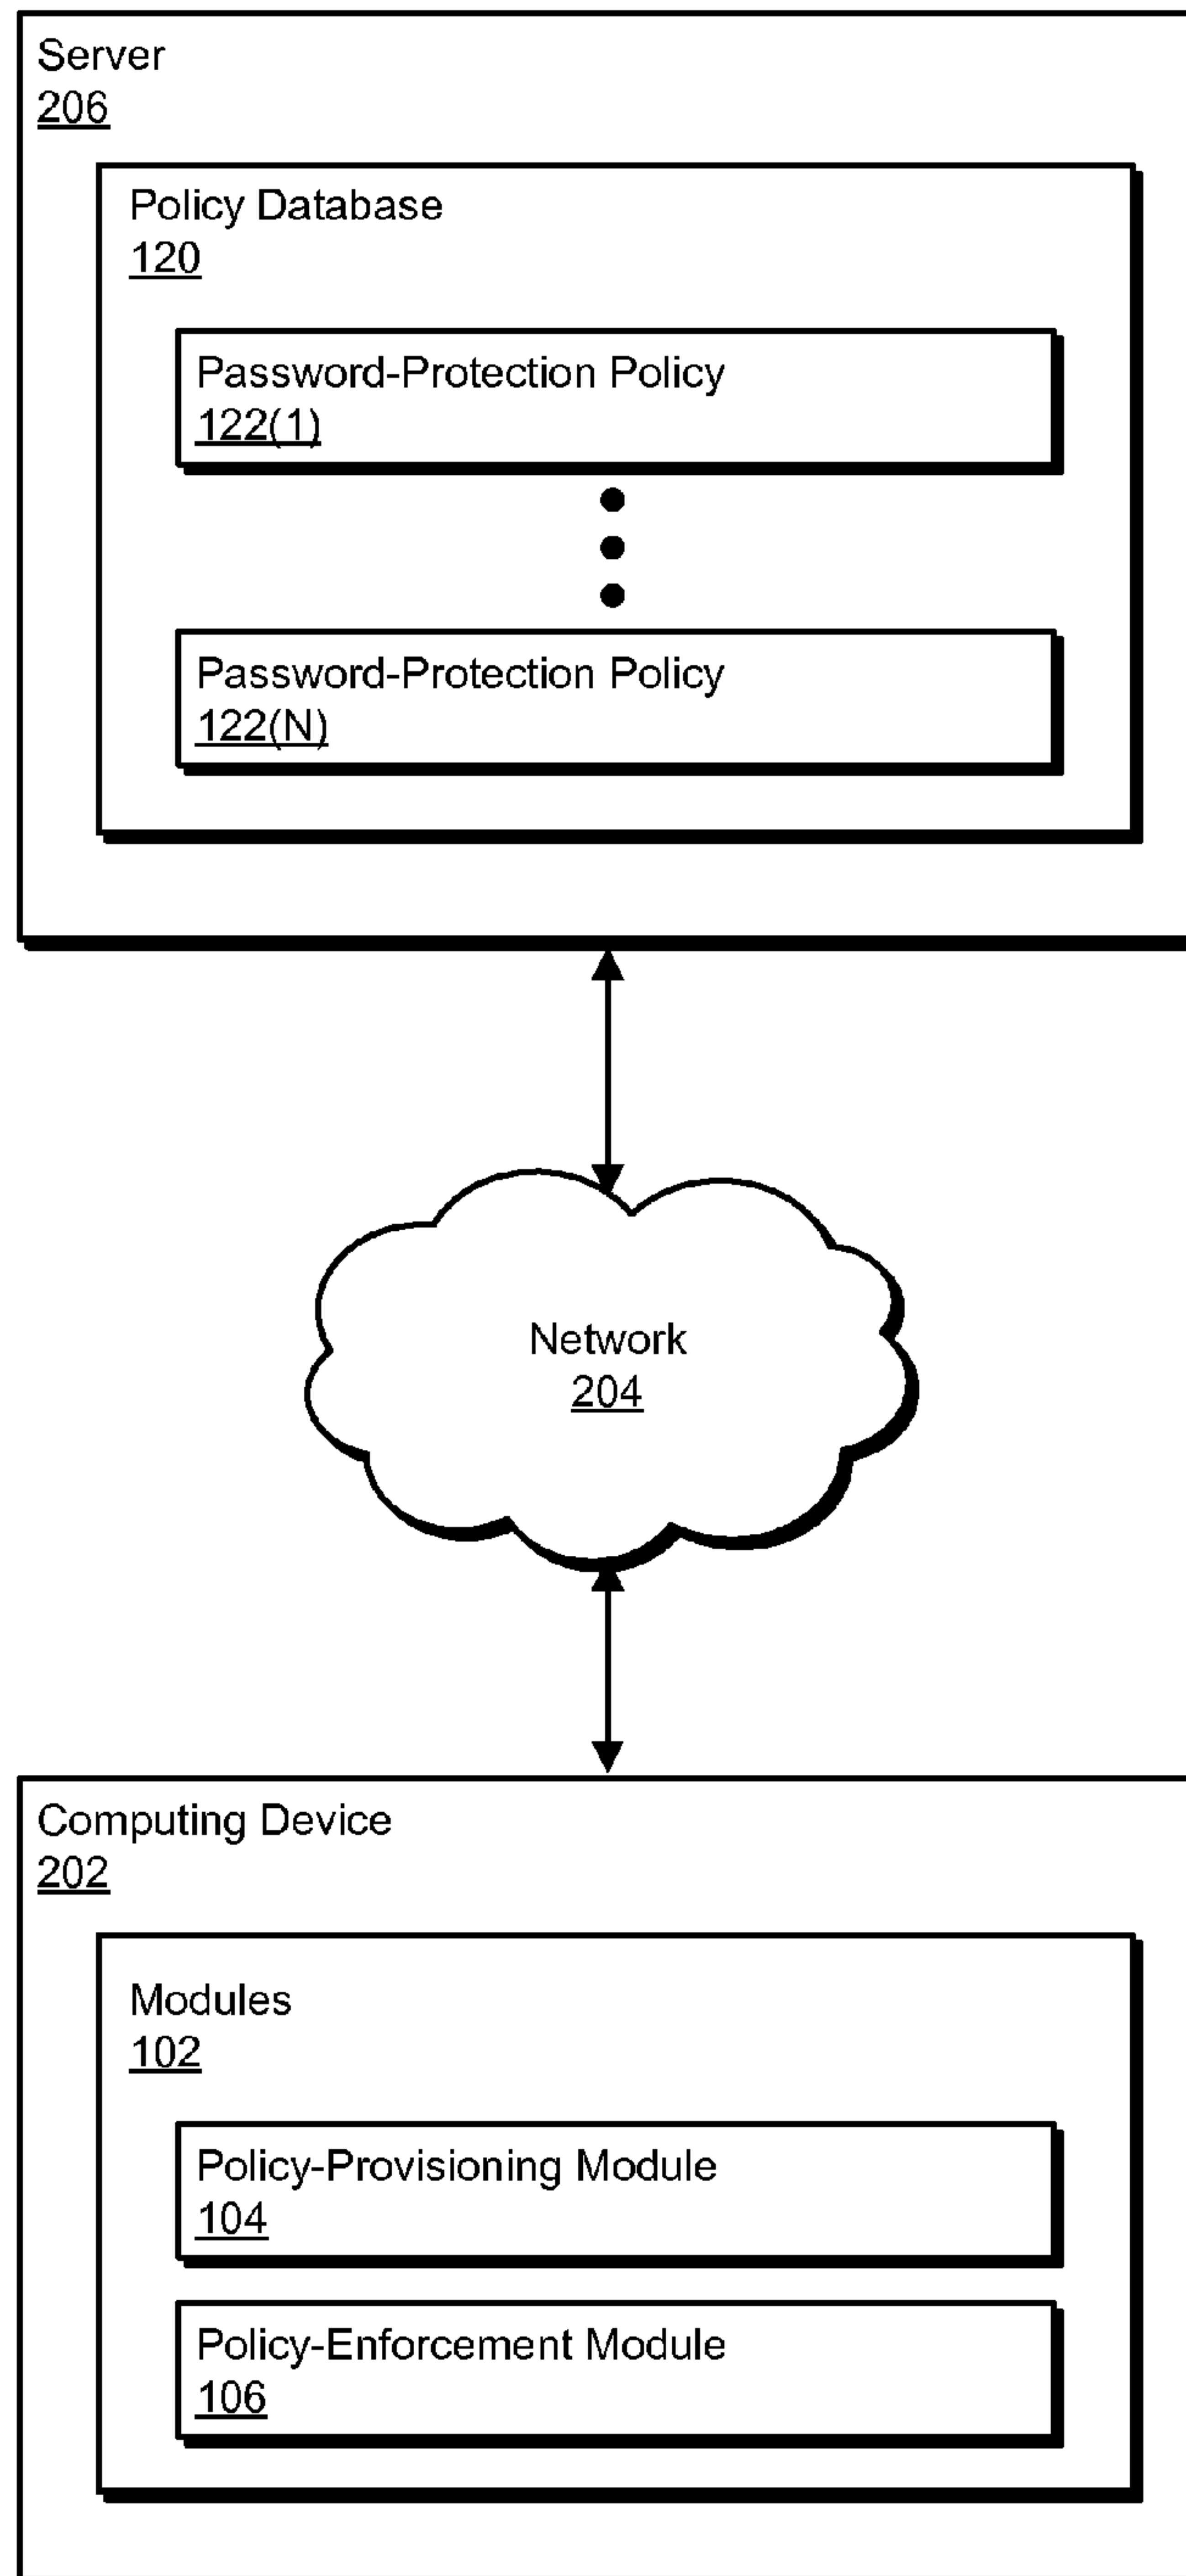 Server
206
Policy Database
120
Password-Protection Policy
122(1)
Password-Protection Policy
122(N)
Network
204
Computing Device
202
Modules
102
Policy-Provisioning Module
104
Policy-Enforcement Module
106